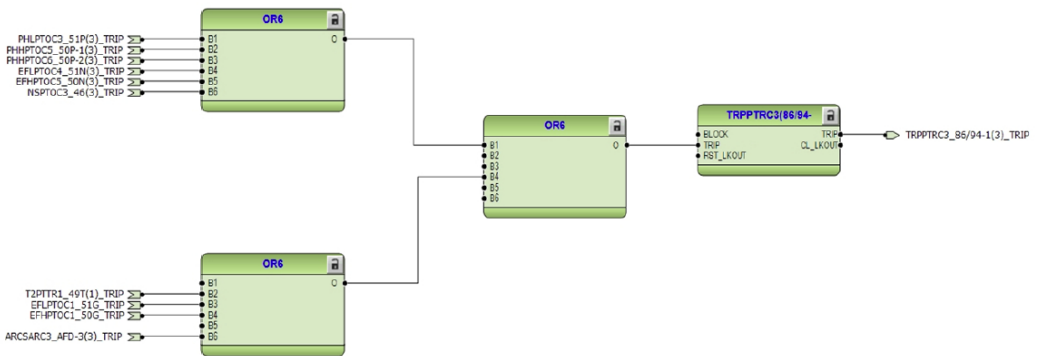 OR6
PHLPTOC3_51P(3)_TRIP B1 O
PHHPTOC5_50P-1(3)_TRIP B2
PHHPTOC6_50P-2(3)_TRIP B3
EFLPTOC4_51N(3)_TRIP B4
EFHPTOC5_50N(3)_TRIP B5
NSPTOC3_46(3)_TRIP B6
OR6
B1 O
B2
B3
B4
B5
B6
TRPPTRC3(86/94-
BLOCK TRIP
TRIP CL_LKOUT
RST_LKOUT
TRPPTRC3_86/94-1(3)_TRIP
OR6
B1 O
T2PTTR1_49T(1)_TRIP B2
EFLPTOC1_51G_TRIP B3
EFHPTOC1_50G_TRIP B4
B5
ARCSARC3_AFD-3(3)_TRIP B6